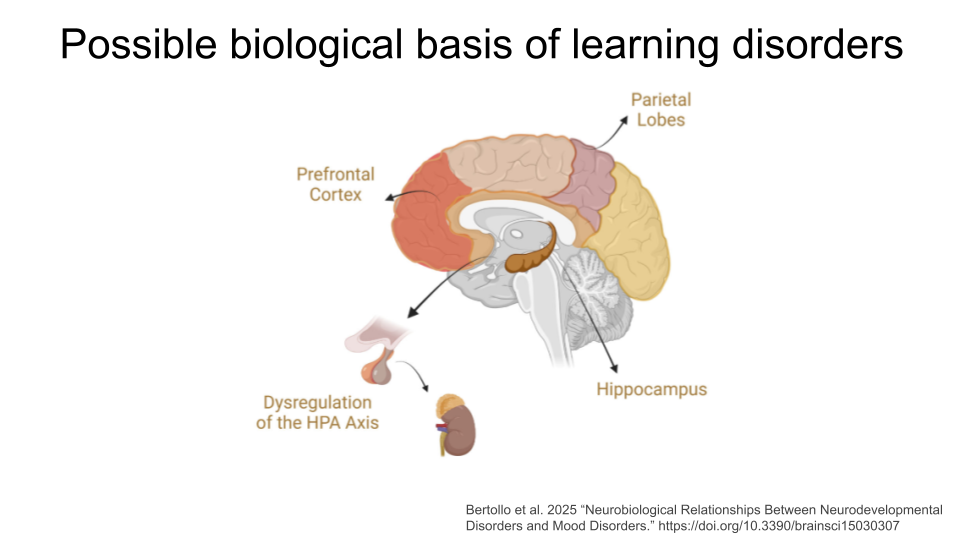 Possible biological basis of learning disorders
Parietal
Lobes
Prefrontal
Cortex
Hippocampus
Dysregulation
of the HPA Axis
Bertollo et al. 2025 “Neurobiological Relationships Between Neurodevelopmental
Disorders and Mood Disorders.” https://doi.org/10.3390/brainsci15030307